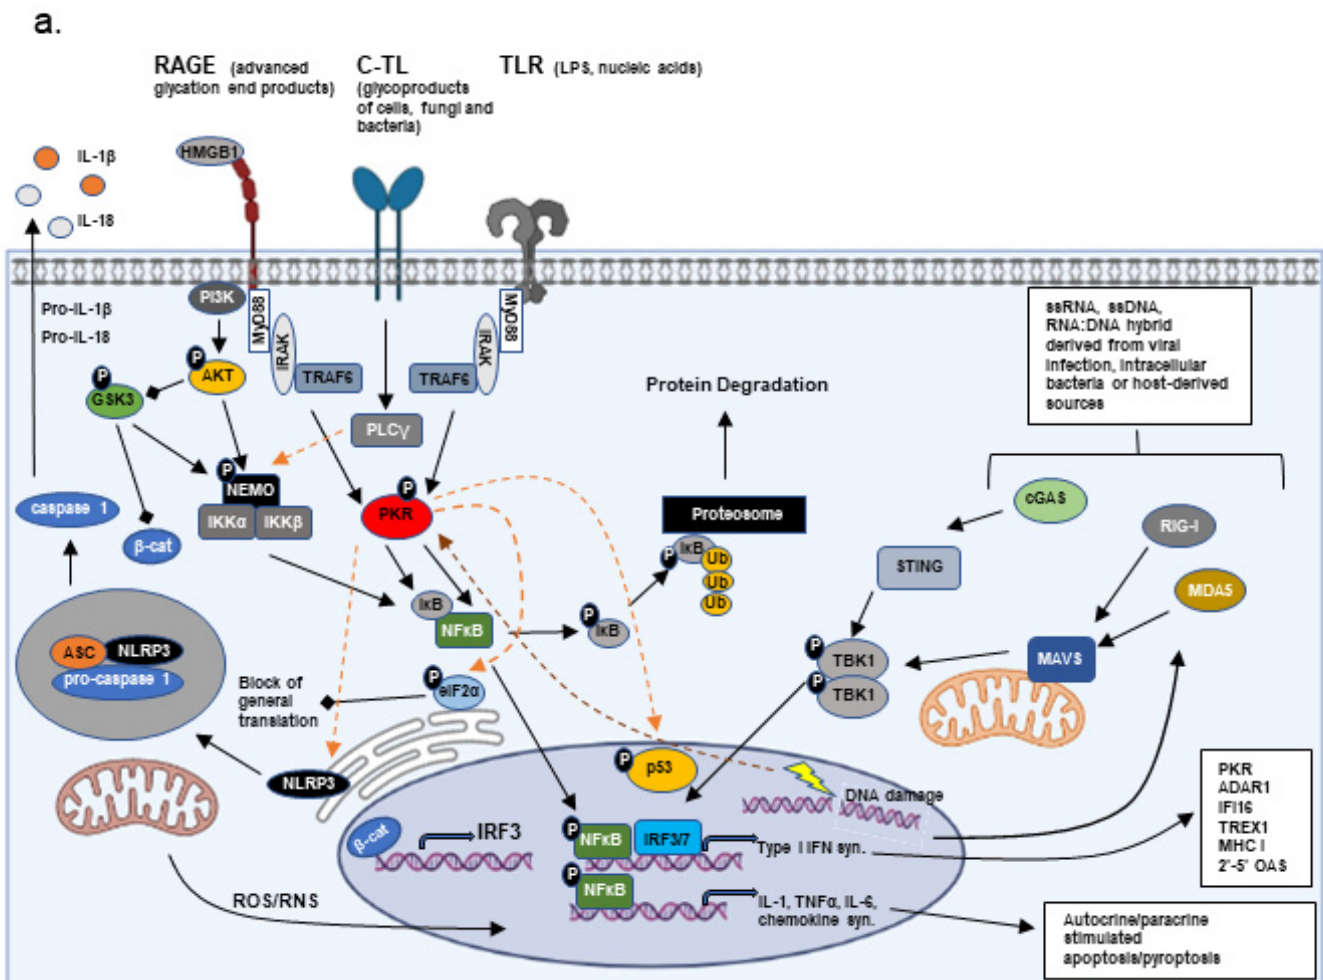 a.
RAGE (advanced
glycation end products)
C-TL
(glycoproducts
of cells, fungi and
bacteria)
TLR (LPS, nucleic acids)
IL-1β
IL-18
HMGB1
Pro-IL-1β
Pro-IL-18
PI3K
MyD88
IRAK
TRAF6
TRAF6
IRAK
MyD88
P
AKT
P
GSK3
PLCγ
P
NEMO
IKKα
IKKβ
P
PKR
caspase 1
β-cat
Protein Degradation
Proteosome
P
IκB
Ub
Ub
Ub
ssRNA, ssDNA,
RNA:DNA hybrid
derived from viral
infection, intracellular
bacteria or host-derived
sources
cGAS
RIG-I
STING
MDA5
MAVS
P
TBK1
P
TBK1
IκB
NFκB
P
IκB
ASC
NLRP3
pro-caspase 1
Block of
general
translation
P
eIF2α
NLRP3
P
p53
DNA damage
β-cat
IRF3
P
NFκB
IRF3/7
Type I IFN syn.
P
NFκB
IL-1, TNFα, IL-6,
chemokine syn.
ROS/RNS
PKR
ADAR1
IFI16
TREX1
MHC I
2'-5' OAS
Autocrine/paracrine
stimulated
apoptosis/pyroptosis